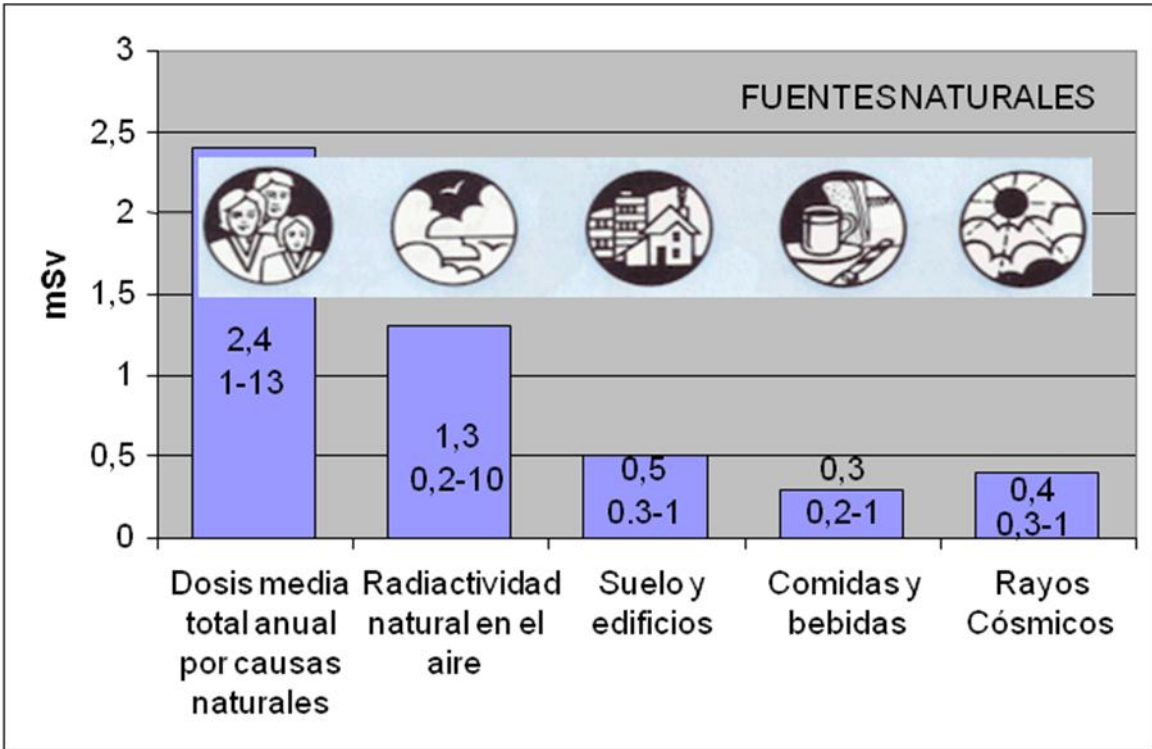 FUENTES NATURALES
mSv
3
2,5
2
1,5
1
0,5
0
2,4
1-13
1,3
0,2-10
0,5
0.3-1
0,3
0,2-1
0,4
0,3-1
Dosis media
total anual
por causas
naturales
Radiactividad
natural en el
aire
Suelo y
edificios
Comidas y
bebidas
Rayos
Cósmicos